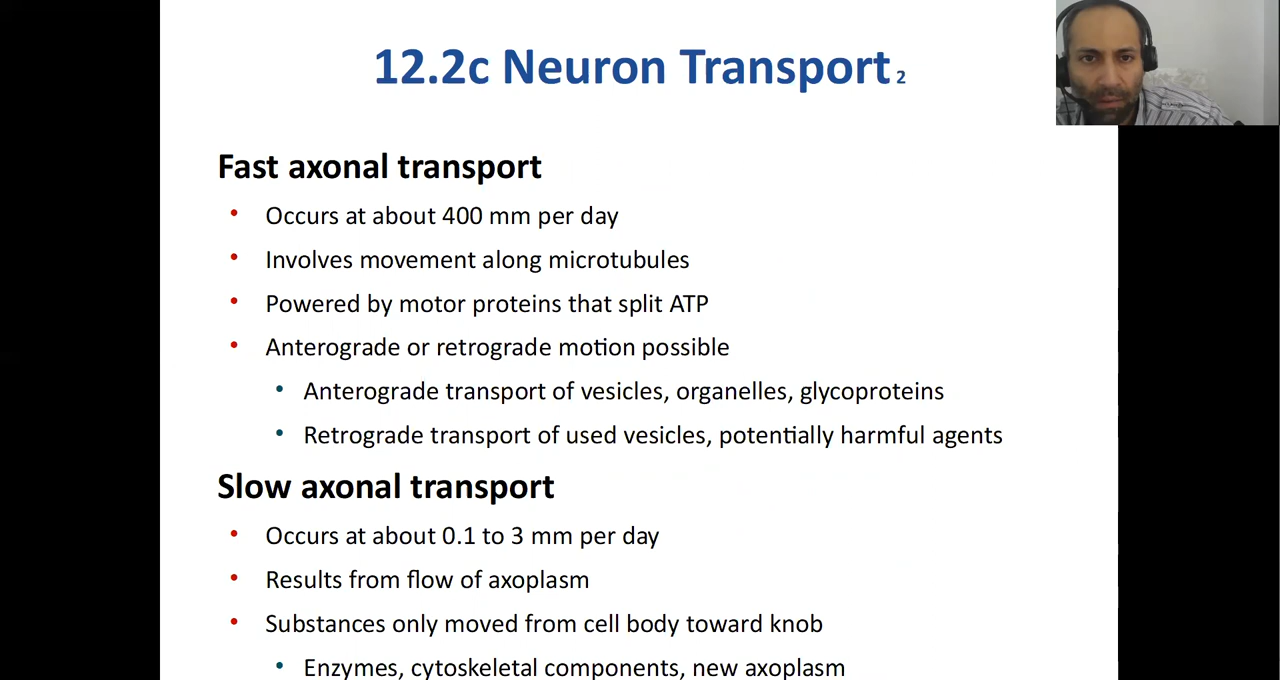 12.2c Neuron Transport 2
Fast axonal transport
• Occurs at about 400 mm per day
• Involves movement along microtubules
• Powered by motor proteins that split ATP
• Anterograde or retrograde motion possible
• Anterograde transport of vesicles, organelles, glycoproteins
• Retrograde transport of used vesicles, potentially harmful agents
Slow axonal transport
• Occurs at about 0.1 to 3 mm per day
• Results from flow of axoplasm
• Substances only moved from cell body toward knob
• Enzymes, cytoskeletal components, new axoplasm